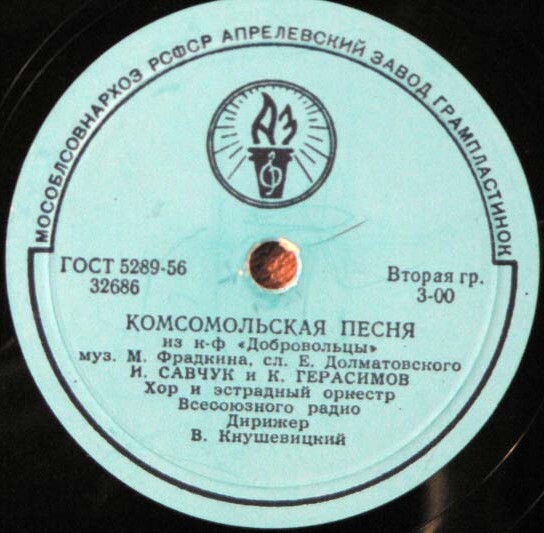 МОСОБЛСОВНАРХОЗ РСФСР АПРЕЛЕВСКИЙ ЗАВОД ГРАМПЛАСТИНОК
АЗ
ГОСТ 5289-56
32686
Вторая гр.
3-00
КОМСОМОЛЬСКАЯ ПЕСНЯ
из к-ф «Добровольцы»
муз. М. Фрадкина, сл. Е. Долматовского
И. САВЧУК и К. ГЕРАСИМОВ
Хор и эстрадный оркестр
Всесоюзного радио
Дирижер
В. Кнушевицкий